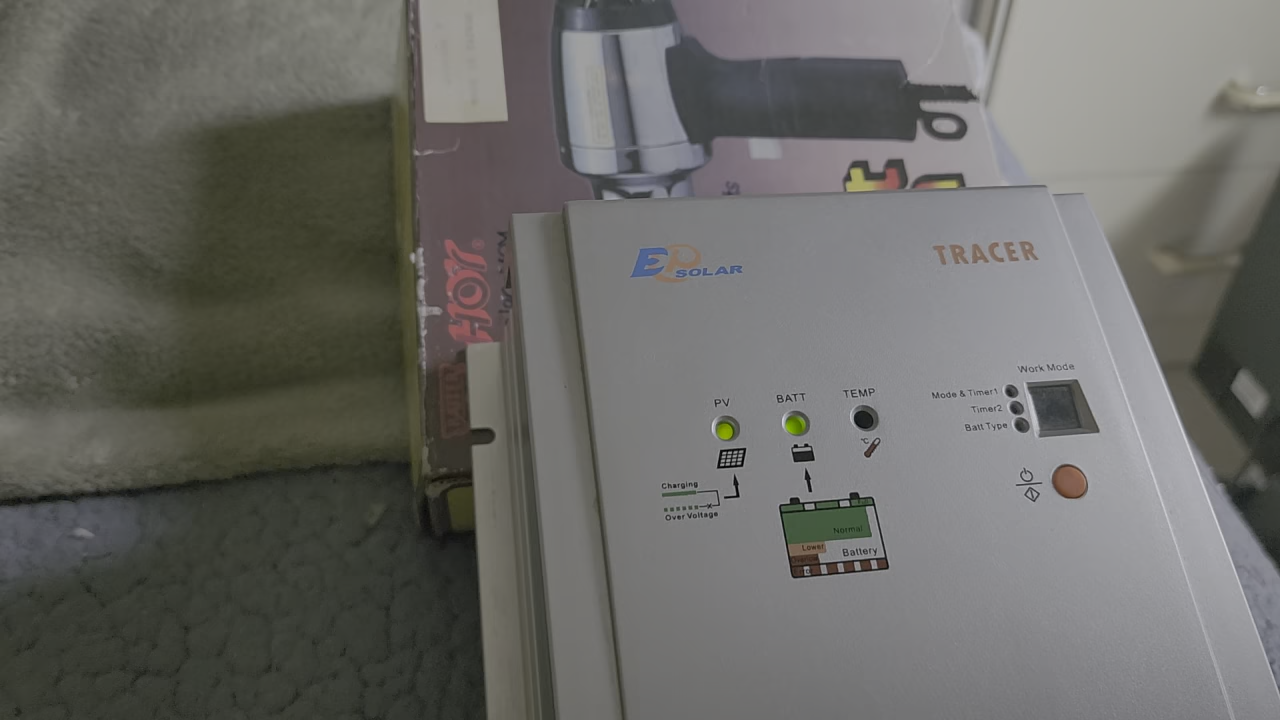 HOT
EP SOLAR
TRACER
Work Mode
PV
BATT
TEMP
Mode & Timer1
Timer2
Batt Type
°C
Charging
Over Voltage
Normal
Lower
Battery